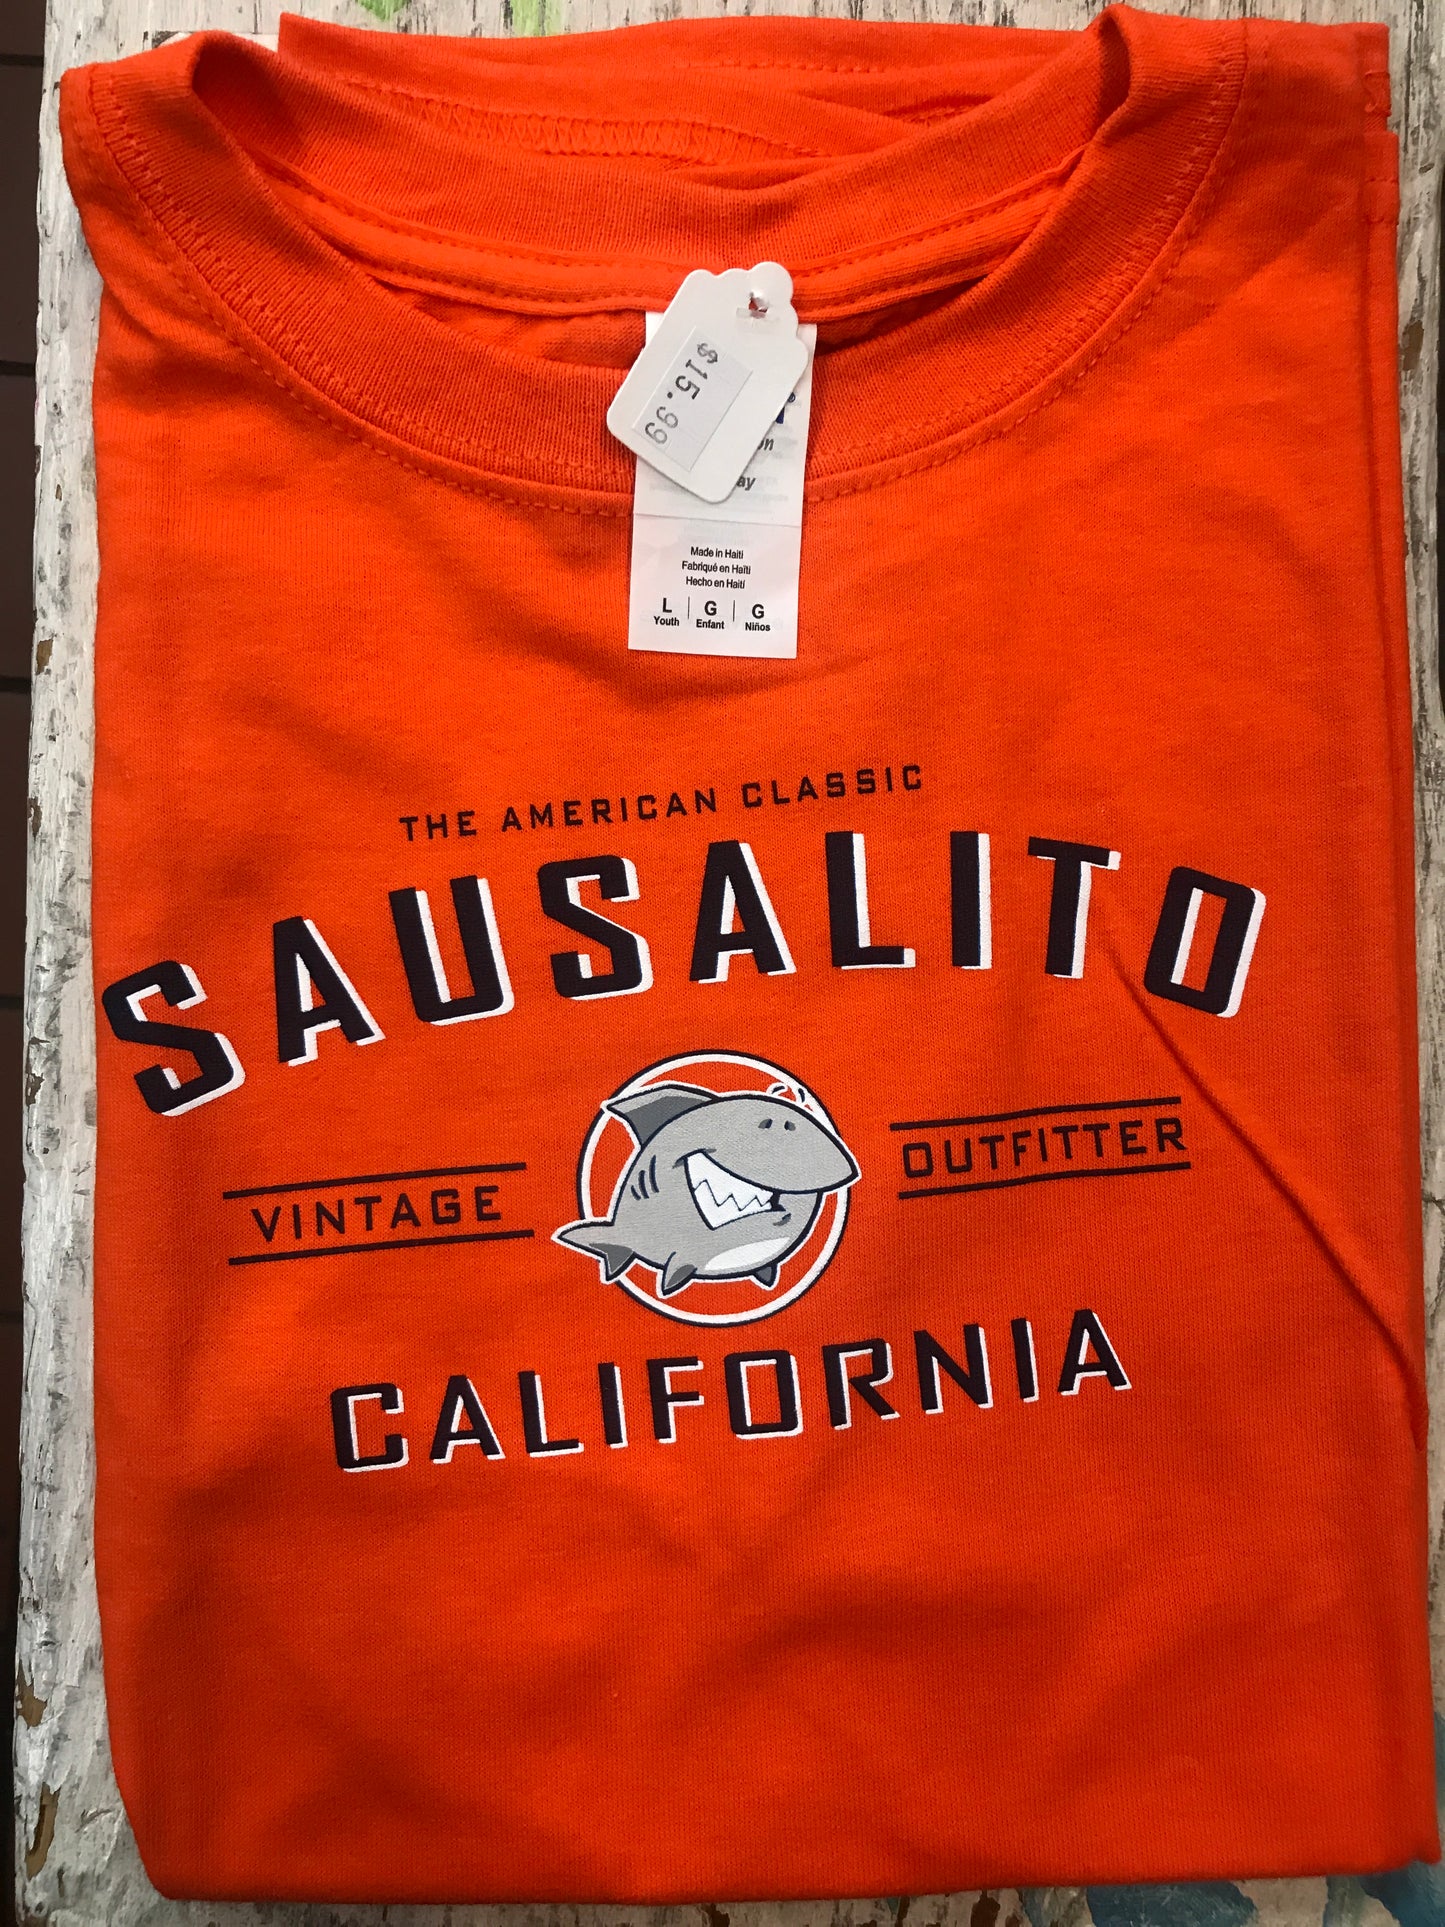 $15.99
Made in Haiti
Fabriqué en Haïti
Hecho en Haití
L G G
Youth Enfant Niños
THE AMERICAN CLASSIC
SAUSALITO
VINTAGE OUTFITTER
CALIFORNIA